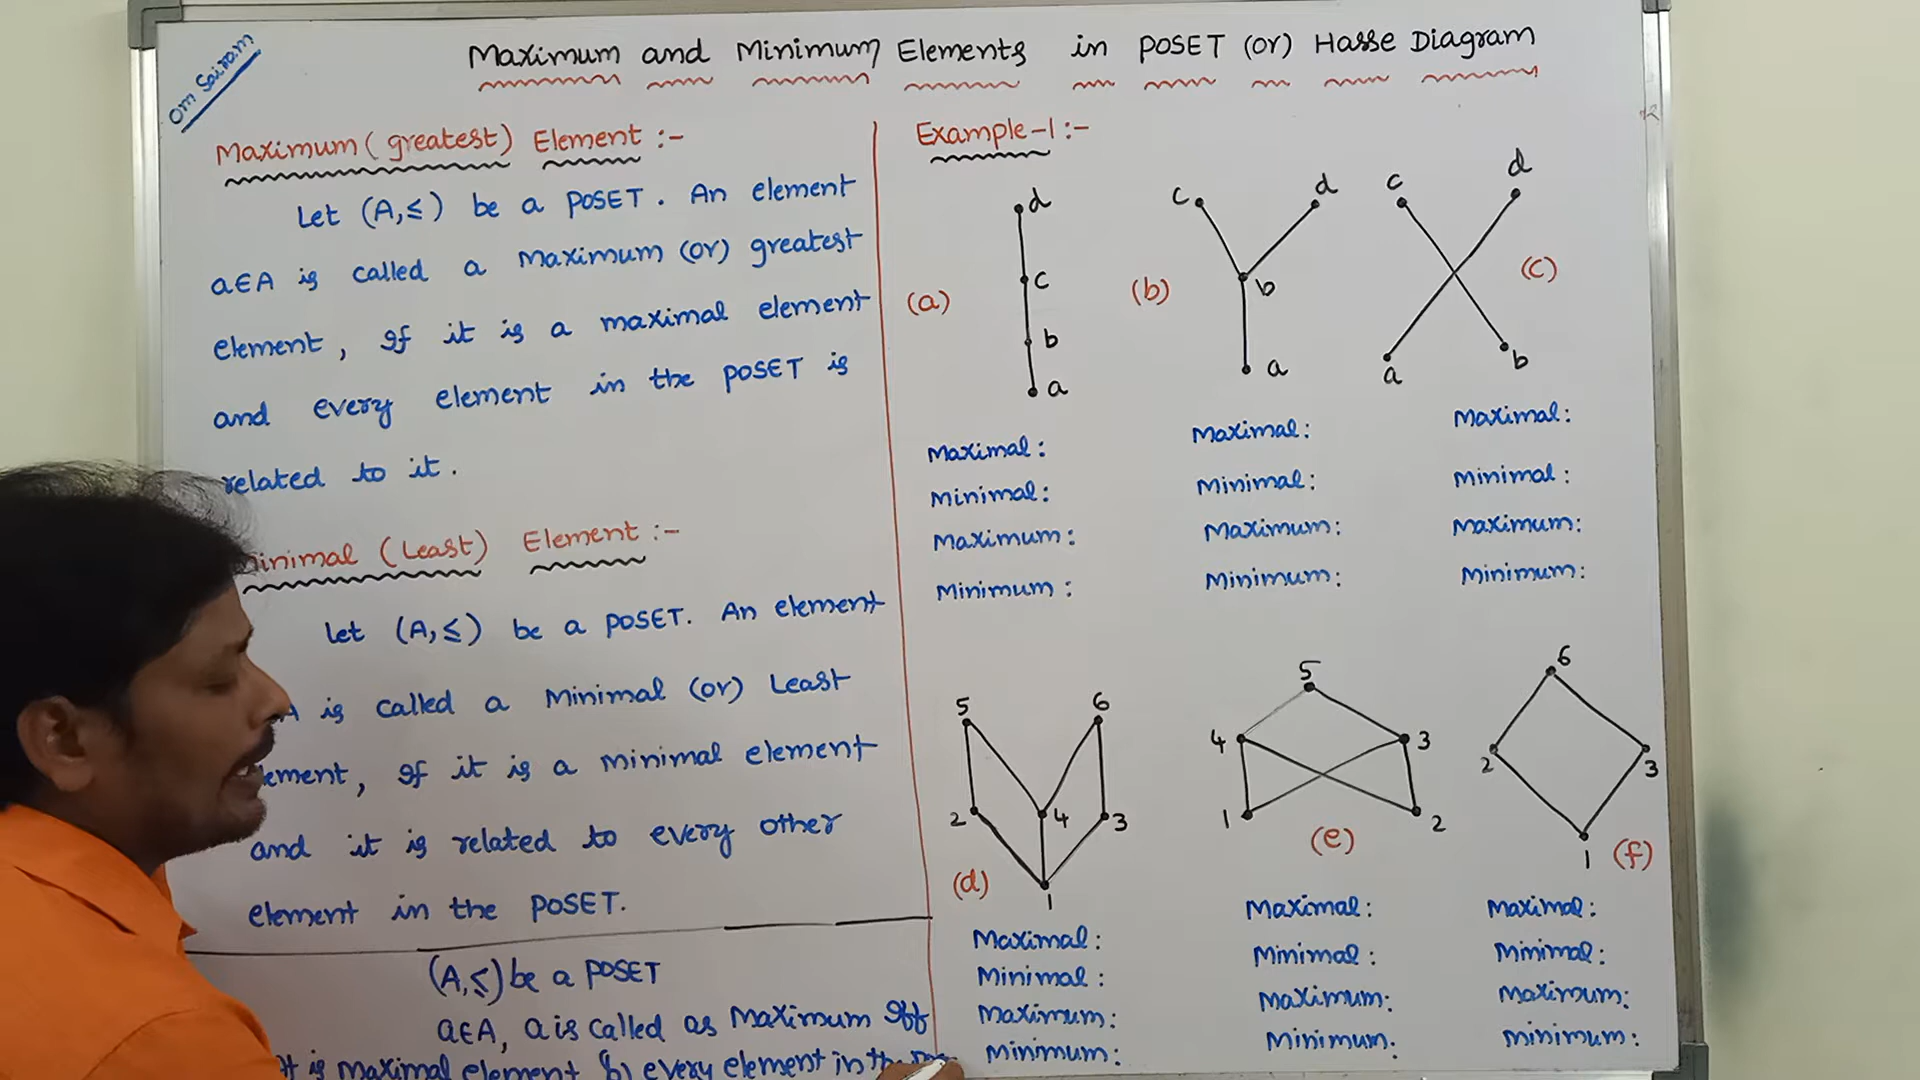 Om Sairam
Maximum and Minimum Elements in POSET (or) Hasse Diagram
Maximum (greatest) Element :-
Let (A,≤) be a POSET. An element
a∈A is called a Maximum (or) greatest
element, If it is a maximal element
and every element in the POSET is
related to it.
Minimal (Least) Element :-
Let (A,≤) be a POSET. An element
is called a Minimal (or) Least
element, If it is a minimal element
and it is related to every other
element in the POSET.
(A,≤) be a POSET
a∈A, a is called as Maximum Iff
It is maximal element & every element in the
Example-1 :-
d
c
b
a
(a)
c d
b
a
(b)
c d
a b
(c)
Maximal:
Minimal:
Maximum:
Minimum:
Maximal:
Minimal:
Maximum:
Minimum:
Maximal:
Minimal:
Maximum:
Minimum:
5 6
2 4 3
1
(d)
5
4 3
1 2
(e)
6
2 3
1
(f)
Maximal:
Minimal:
Maximum:
Minimum:
Maximal:
Minimal:
Maximum:
Minimum:
Maximal:
Minimal:
Maximum:
Minimum: